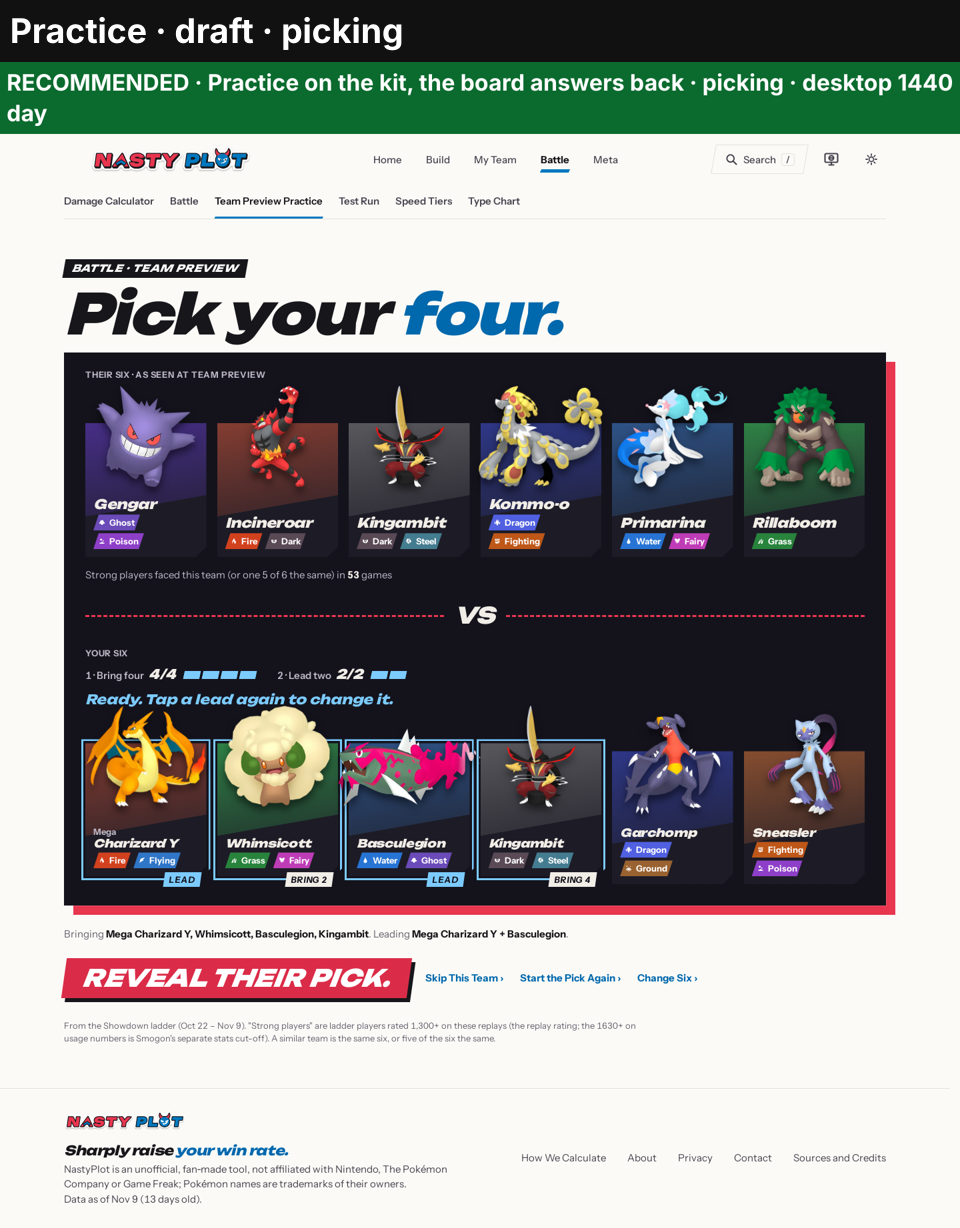 Practice · draft · picking
RECOMMENDED · Practice on the kit, the board answers back · picking · desktop 1440
day
NASTY PLOT
Home Build My Team Battle Meta
Search /
Damage Calculator Battle Team Preview Practice Test Run Speed Tiers Type Chart
BATTLE · TEAM PREVIEW
Pick your four.
THEIR SIX · AS SEEN AT TEAM PREVIEW
Gengar
Ghost
Poison
Incineroar
Fire Dark
Kingambit
Dark Steel
Kommo-o
Dragon
Fighting
Primarina
Water Fairy
Rillaboom
Grass
Strong players faced this team (or one 5 of 6 the same) in 53 games
VS
YOUR SIX
1 · Bring four 4/4 2 · Lead two 2/2
Ready. Tap a lead again to change it.
Mega
Charizard Y
Fire Flying
LEAD
Whimsicott
Grass Fairy
BRING 2
Basculegion
Water Ghost
LEAD
Kingambit
Dark Steel
BRING 4
Garchomp
Dragon
Ground
Sneasler
Fighting
Poison
Bringing Mega Charizard Y, Whimsicott, Basculegion, Kingambit. Leading Mega Charizard Y + Basculegion.
REVEAL THEIR PICK.
Skip This Team › Start the Pick Again › Change Six ›
From the Showdown ladder (Oct 22 – Nov 9). "Strong players" are ladder players rated 1,300+ on these replays (the replay rating; the 1630+ on
usage numbers is Smogon's separate stats cut-off). A similar team is the same six, or five of the six the same.
NASTY PLOT
Sharply raise your win rate.
NastyPlot is an unofficial, fan-made tool, not affiliated with Nintendo, The Pokémon
Company or Game Freak; Pokémon names are trademarks of their owners.
Data as of Nov 9 (13 days old).
How We Calculate About Privacy Contact Sources and Credits